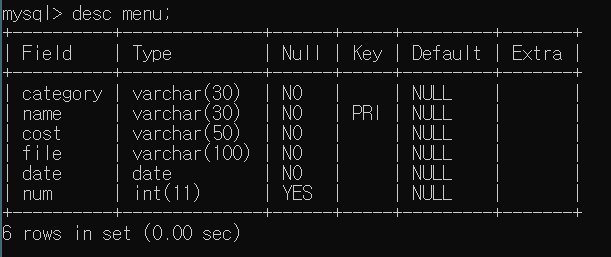 mysql> desc menu;
+----------+--------------+------+-----+---------+-------+
| Field    | Type         | Null | Key | Default | Extra |
+----------+--------------+------+-----+---------+-------+
| category | varchar(30)  | NO   |     | NULL    |       |
| name     | varchar(30)  | NO   | PRI | NULL    |       |
| cost     | varchar(50)  | NO   |     | NULL    |       |
| file     | varchar(100) | NO   |     | NULL    |       |
| date     | date         | NO   |     | NULL    |       |
| num      | int(11)      | YES  |     | NULL    |       |
+----------+--------------+------+-----+---------+-------+
6 rows in set (0.00 sec)